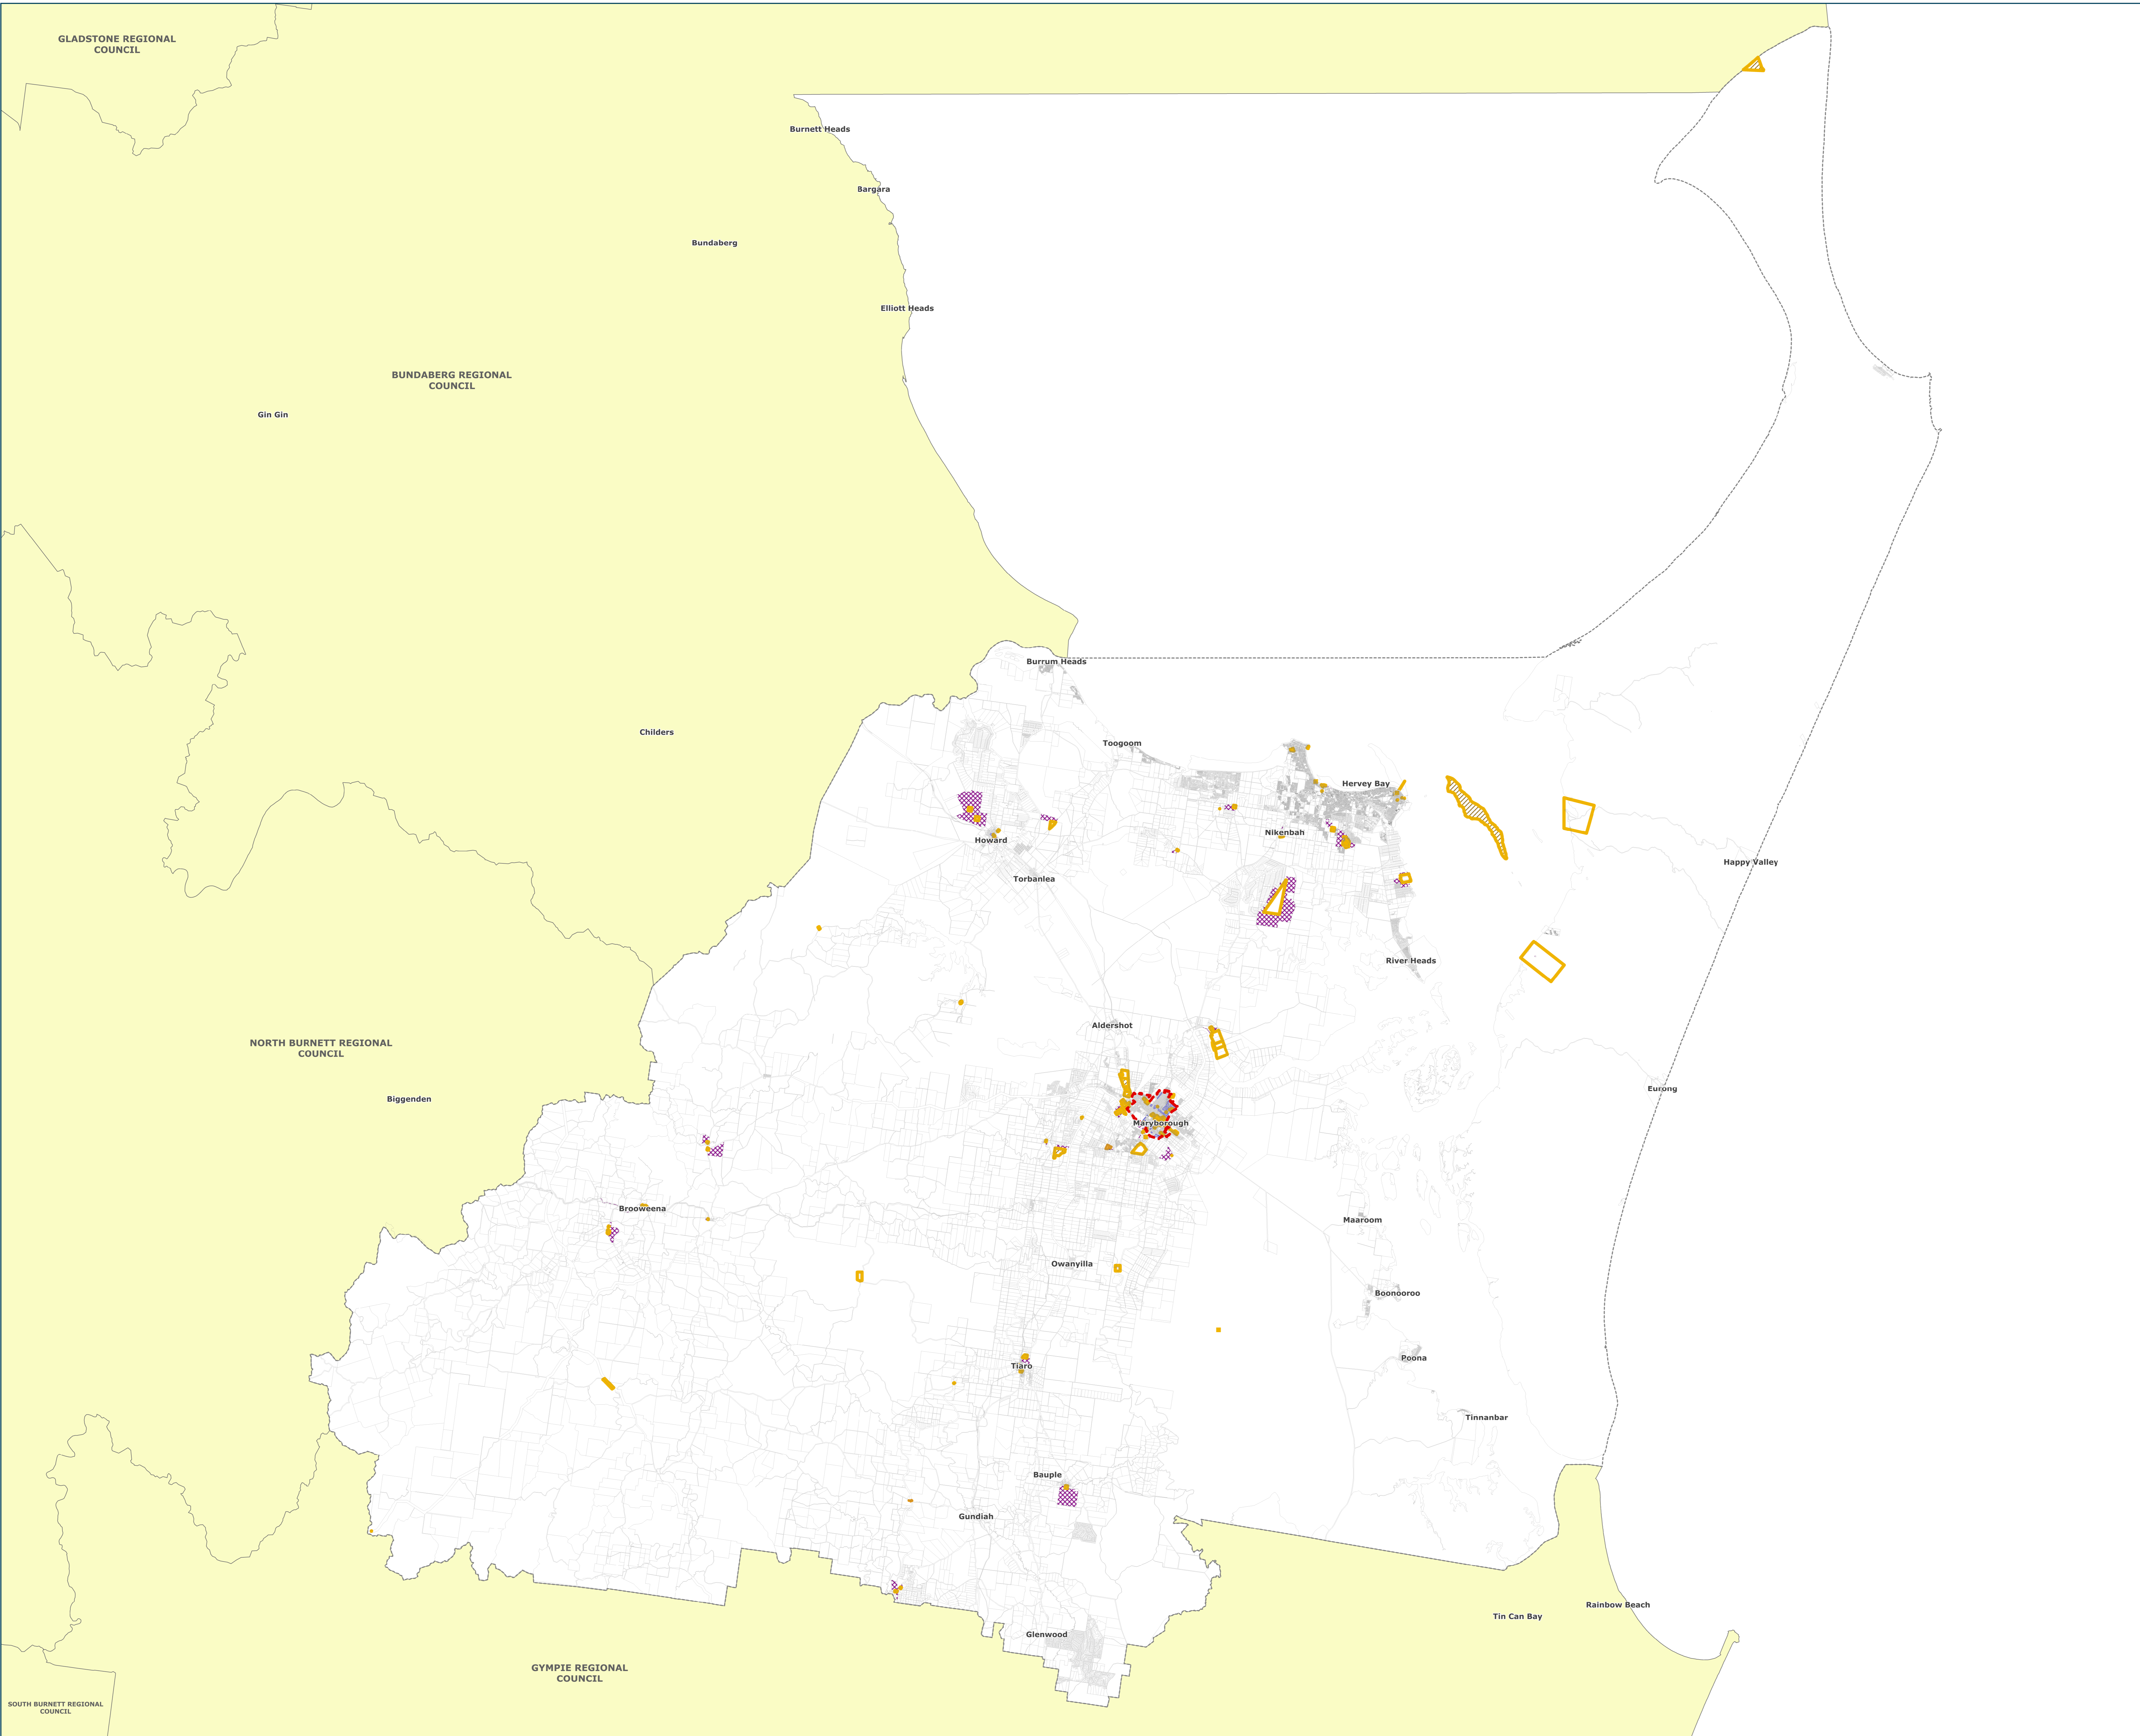 GLADSTONE REGIONAL
COUNCIL
Burnett Heads
Bargara
Bundaberg
Elliott Heads
BUNDABERG REGIONAL
COUNCIL
Gin Gin
Burrum Heads
Childers
Toogoom
Hervey Bay
Nikenbah
Howard
Happy Valley
Torbanlea
River Heads
Aldershot
NORTH BURNETT REGIONAL
COUNCIL
Eurong
Biggenden
Maryborough
Brooweena
Maaroom
Owanyilla
Boonooroo
Poona
Tiaro
Tinnanbar
Bauple
Gundiah
Rainbow Beach
Tin Can Bay
Glenwood
GYMPIE REGIONAL
COUNCIL
SOUTH BURNETT REGIONAL
COUNCIL